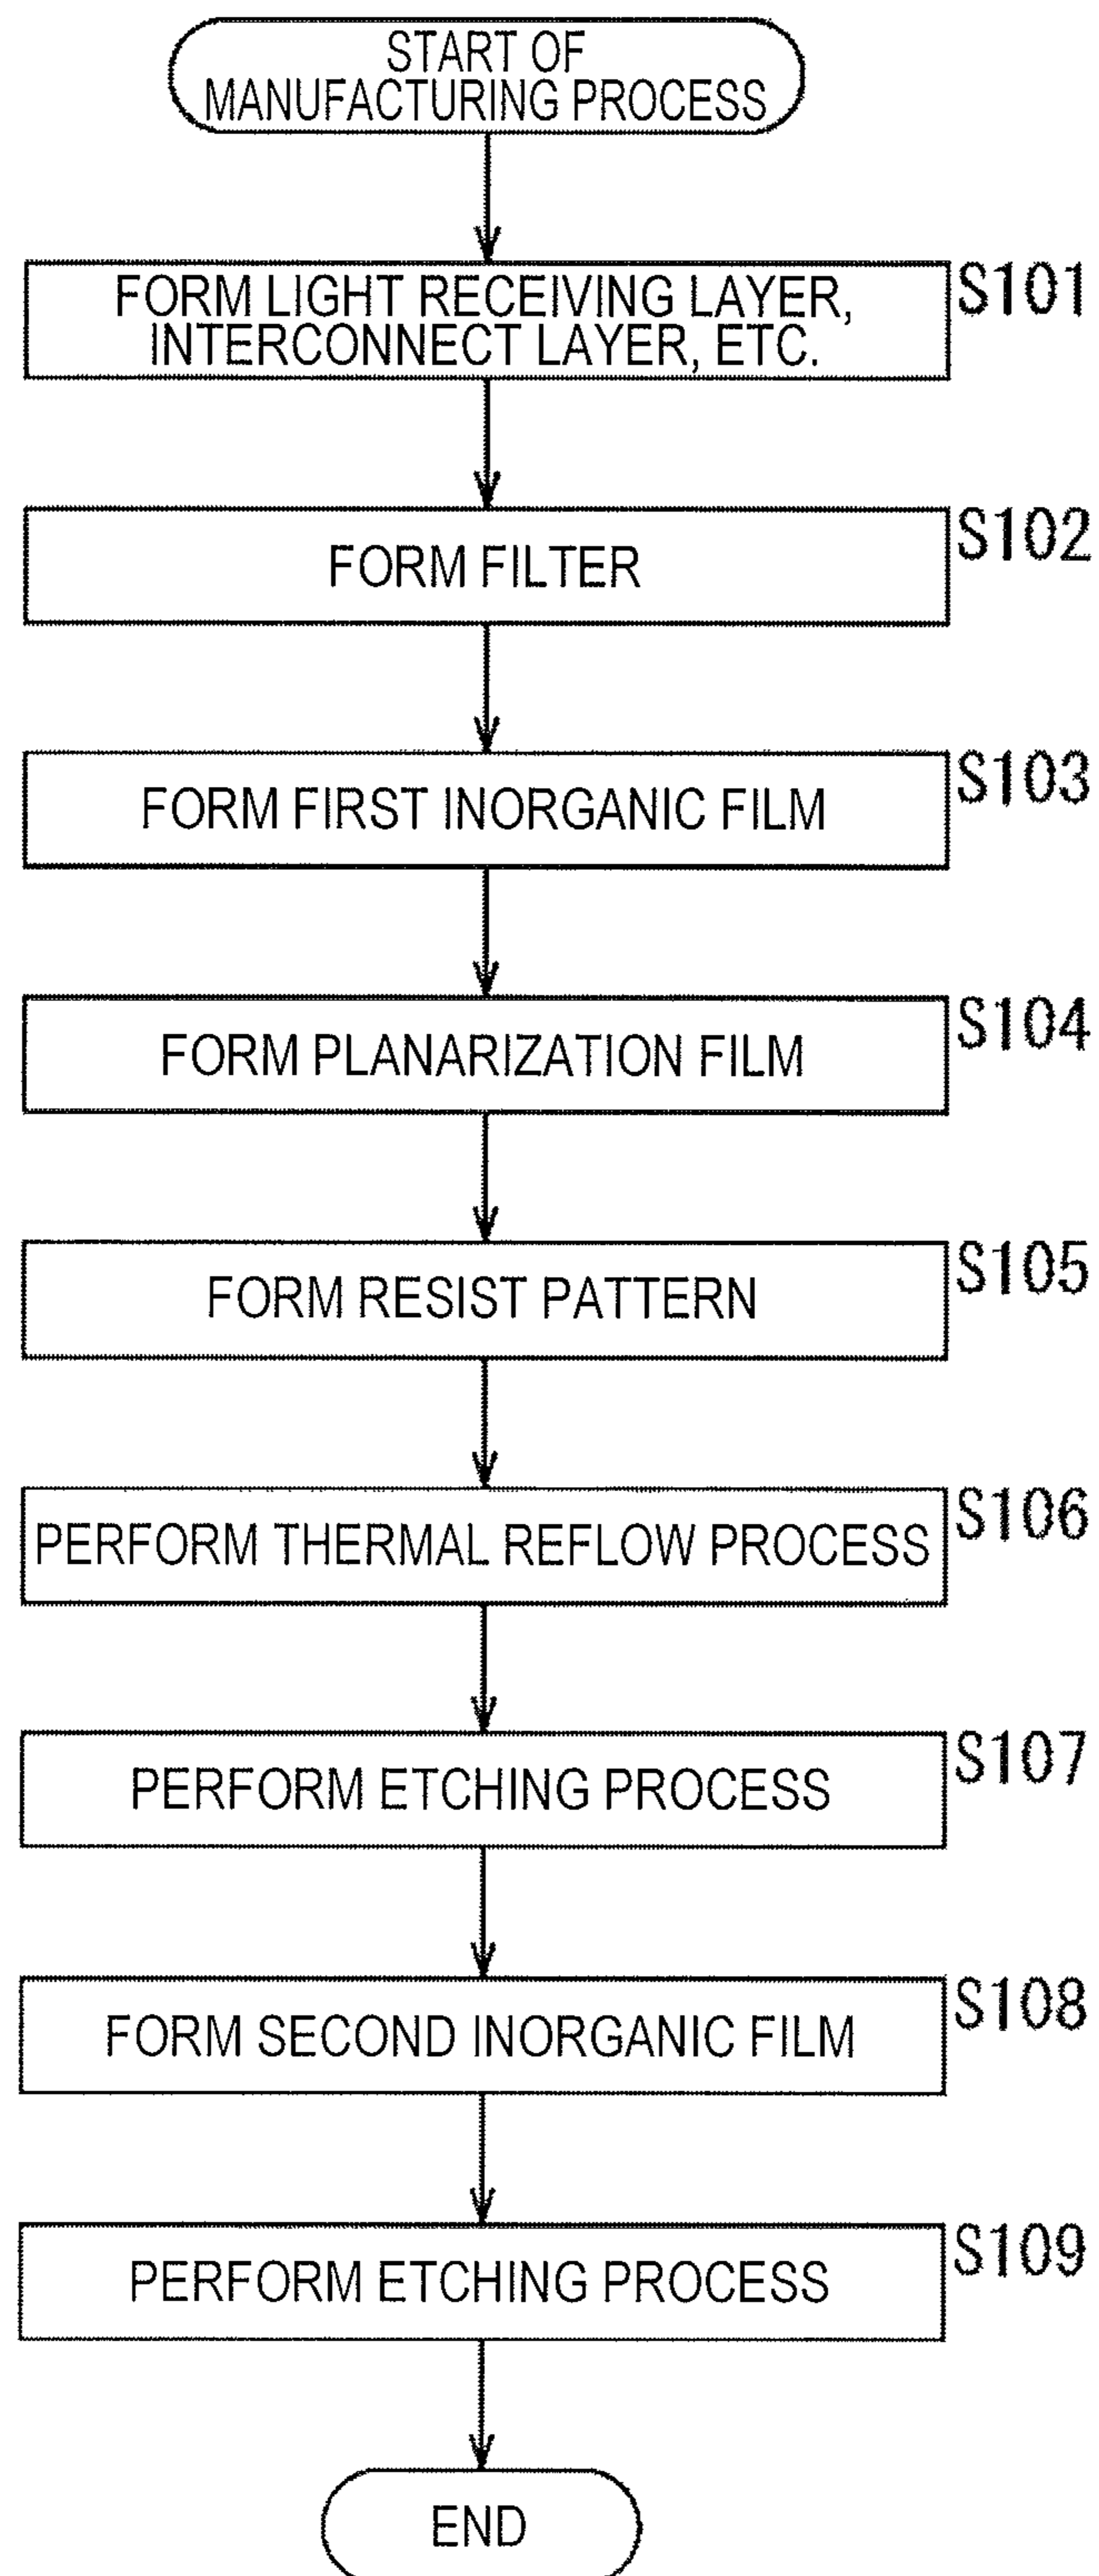 START OF
MANUFACTURING PROCESS
FORM LIGHT RECEIVING LAYER,
INTERCONNECT LAYER, ETC.
S101
FORM FILTER
S102
FORM FIRST INORGANIC FILM
S103
FORM PLANARIZATION FILM
S104
FORM RESIST PATTERN
S105
PERFORM THERMAL REFLOW PROCESS
S106
PERFORM ETCHING PROCESS
S107
FORM SECOND INORGANIC FILM
S108
PERFORM ETCHING PROCESS
S109
END